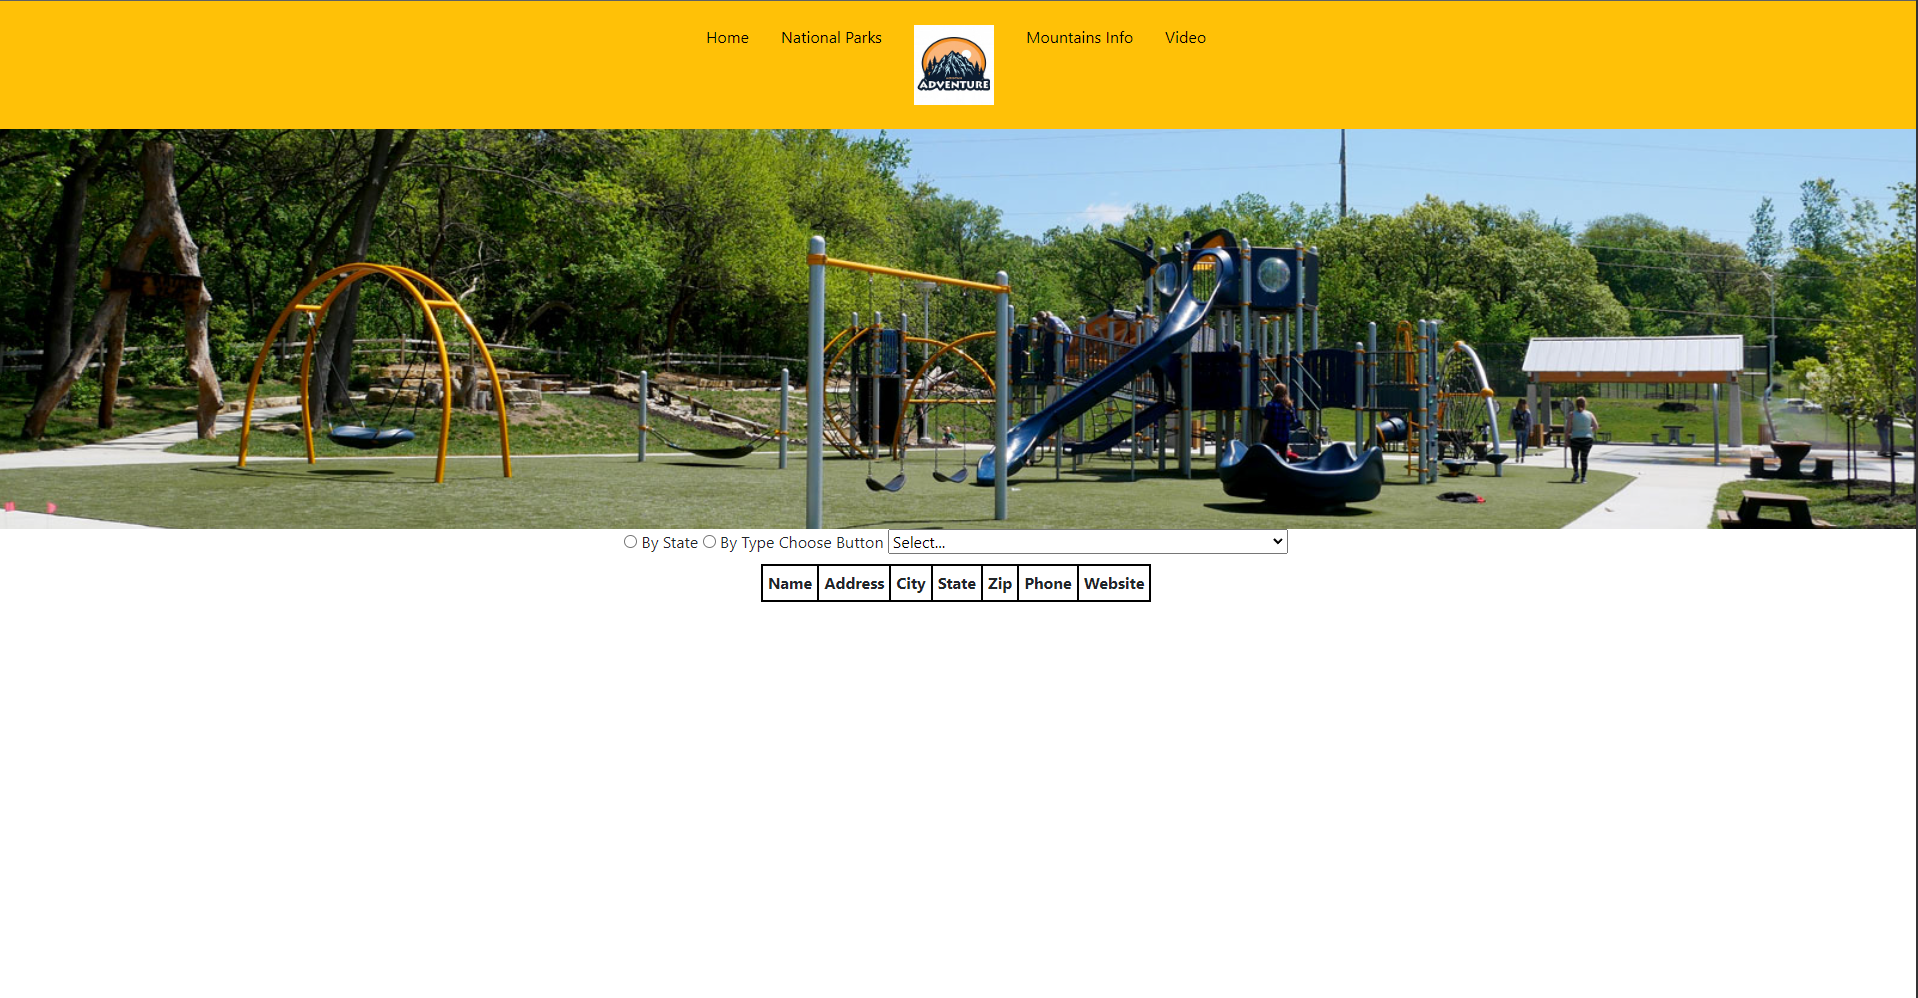 Home National Parks Mountains Info Video
ADVENTURE
By State By Type Choose Button Select...
Name Address City State Zip Phone Website